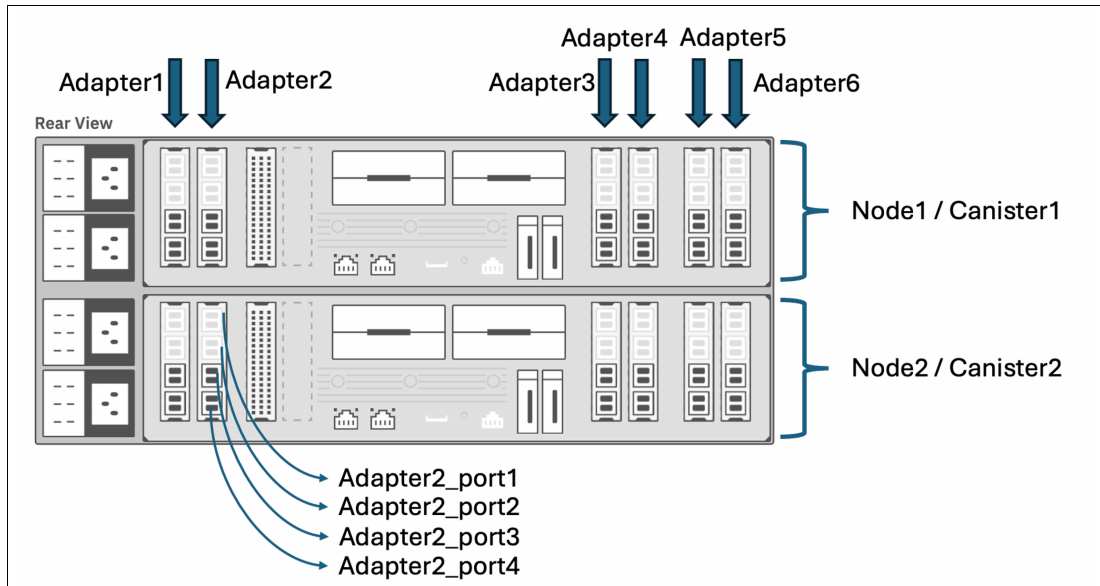 Adapter4 Adapter5
Adapter1 Adapter2 Adapter3 Adapter6
Rear View
Node1 / Canister1
Node2 / Canister2
Adapter2_port1
Adapter2_port2
Adapter2_port3
Adapter2_port4